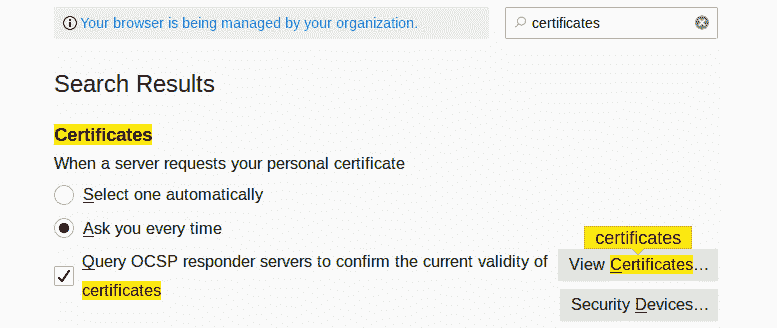 Your browser is being managed by your organization.
certificates
Search Results
Certificates
When a server requests your personal certificate
Select one automatically
Ask you every time
Query OCSP responder servers to confirm the current validity of
certificates
certificates
View Certificates…
Security Devices…